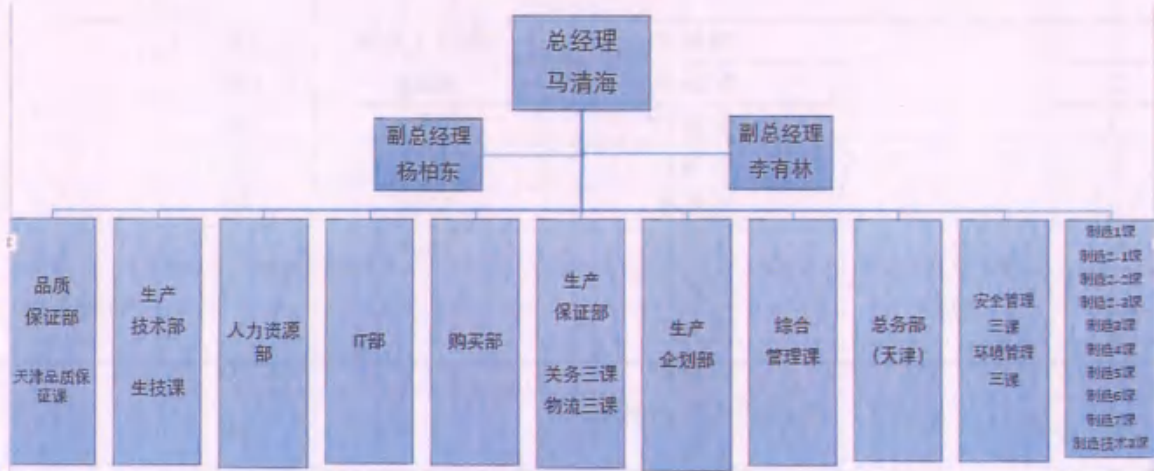 总经理
马清海
副总经理
杨柏东
副总经理
李有林
品质
保证部
天津品质保
证课
生产
技术部
生技课
人力资源
部
IT部
购买部
生产
保证部
关务三课
物流三课
生产
企划部
综合
管理课
总务部
(天津)
安全管理
三课
环境管理
三课
制造1课
制造2-1课
制造2-2课
制造2-3课
制造3课
制造4课
制造5课
制造6课
制造7课